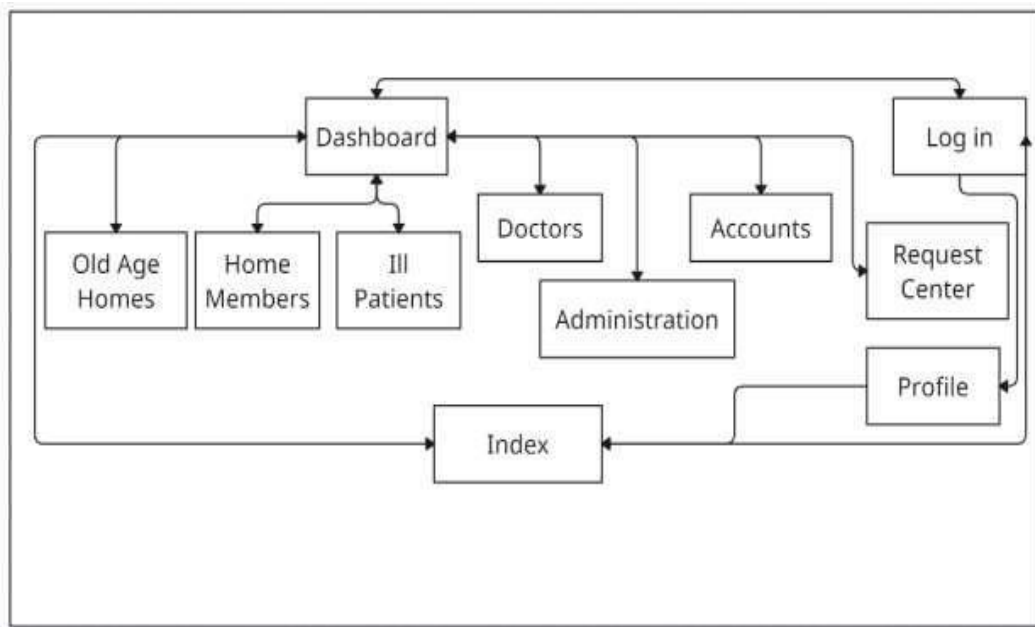 Dashboard
Log in
Doctors
Accounts
Old Age
Homes
Home
Members
Ill
Patients
Request
Center
Administration
Profile
Index